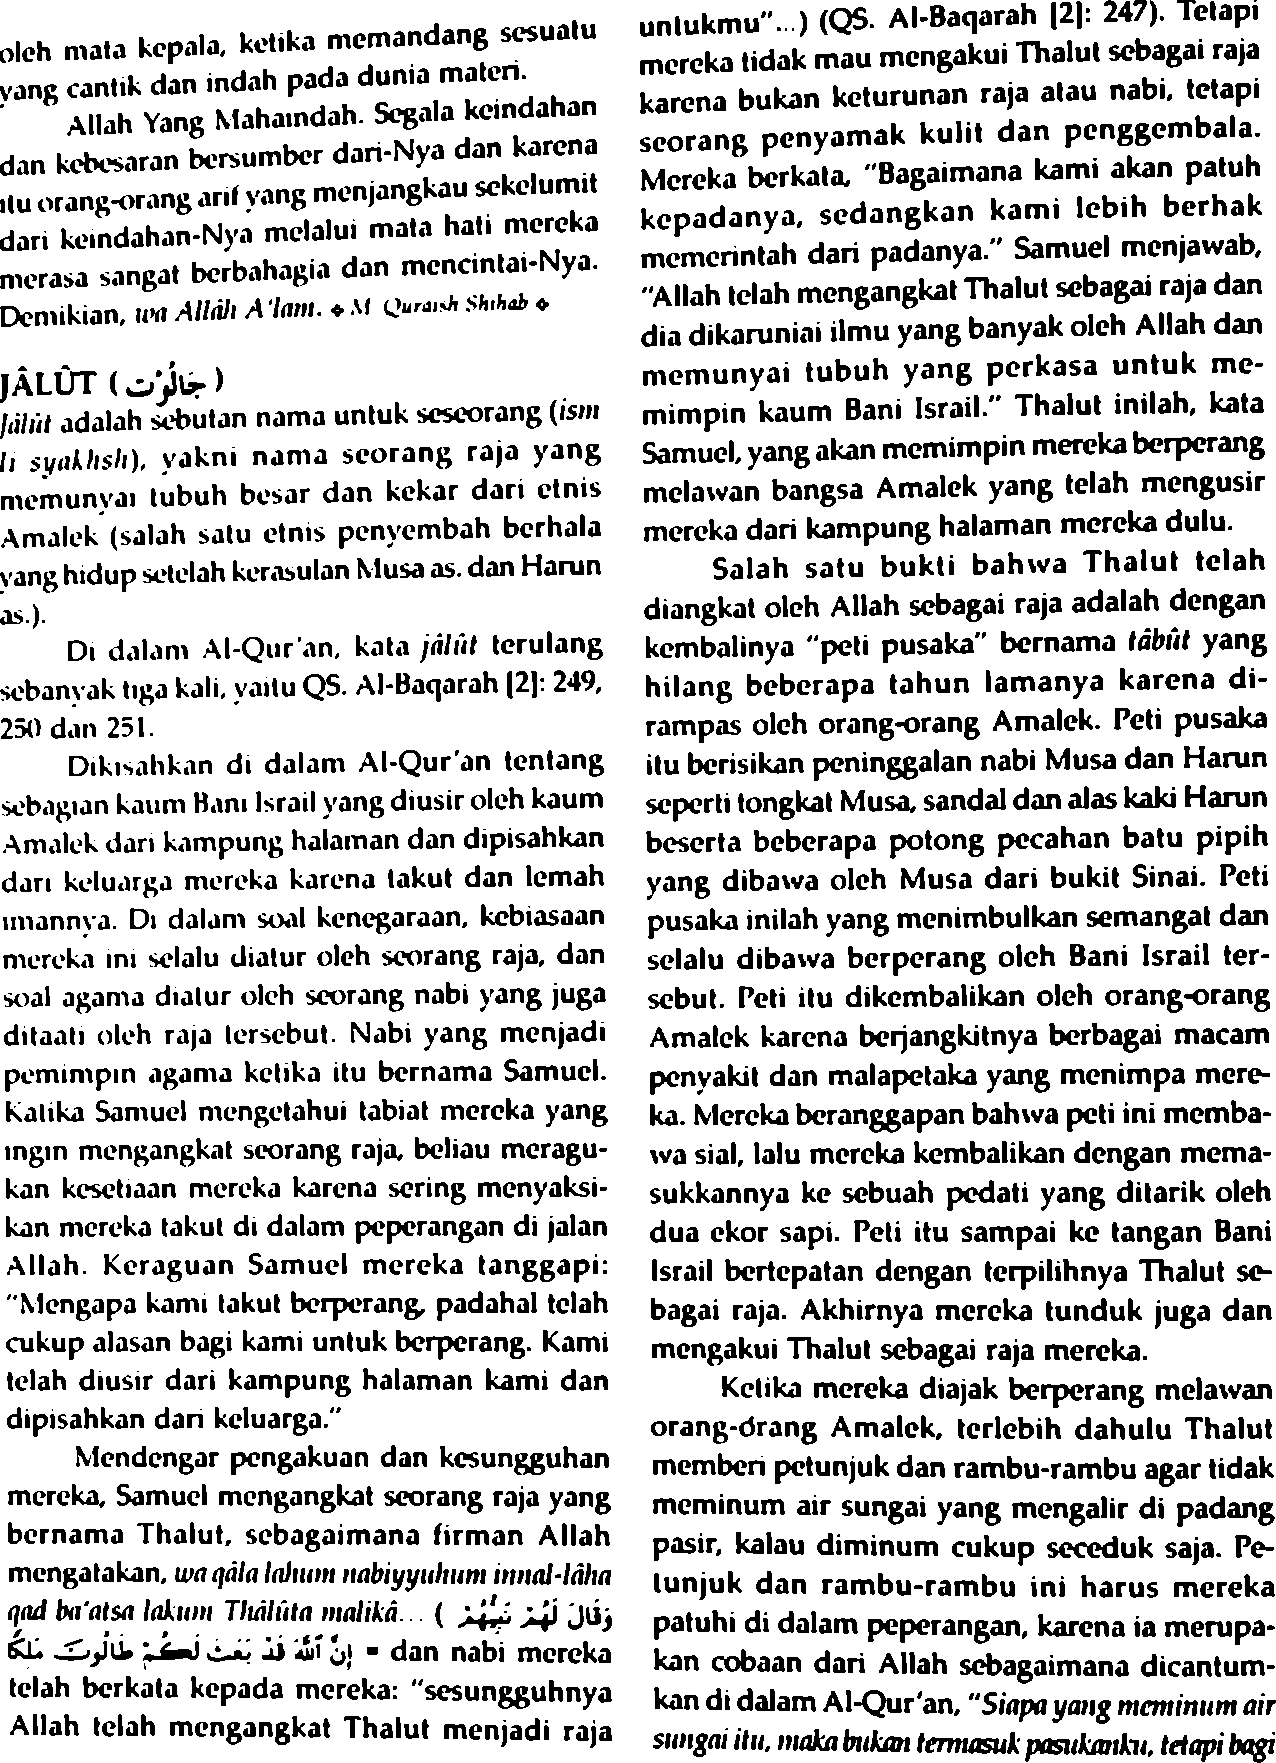 oleh mata kepala, ketika memandang sesuatu
yang cantik dan indah pada dunia materi.
Allah Yang Mahaindah. Segala keindahan
dan kebesaran bersumber dari-Nya dan karena
itu orang-orang arif yang menjangkau sekelumit
dari keindahan-Nya melalui mata hati mereka
merasa sangat berbahagia dan mencintai-Nya.
Demikian, wa Allâh A'lam. ❖ M Quraish Shihab ❖
JÂLÛT ( جَالُوْت )
Jâlût adalah sebutan nama untuk seseorang (ism
li syakhsh), yakni nama seorang raja yang
memunyai tubuh besar dan kekar dari etnis
Amalek (salah satu etnis penyembah berhala
yang hidup setelah kerasulan Musa as. dan Harun
as.).
Di dalam Al-Qur'an, kata jâlût terulang
sebanyak tiga kali, yaitu QS. Al-Baqarah [2]: 249,
250 dan 251.
Dikisahkan di dalam Al-Qur'an tentang
sebagian kaum Bani Israil yang diusir oleh kaum
Amalek dari kampung halaman dan dipisahkan
dari keluarga mereka karena takut dan lemah
imannya. Di dalam soal kenegaraan, kebiasaan
mereka ini selalu diatur oleh seorang raja, dan
soal agama diatur oleh seorang nabi yang juga
ditaati oleh raja tersebut. Nabi yang menjadi
pemimpin agama ketika itu bernama Samuel.
Katika Samuel mengetahui tabiat mereka yang
ingin mengangkat seorang raja, beliau meragu-
kan kesetiaan mereka karena sering menyaksi-
kan mereka takut di dalam peperangan di jalan
Allah. Keraguan Samuel mereka tanggapi:
"Mengapa kami takut berperang, padahal telah
cukup alasan bagi kami untuk berperang. Kami
telah diusir dari kampung halaman kami dan
dipisahkan dari keluarga."
Mendengar pengakuan dan kesungguhan
mereka, Samuel mengangkat seorang raja yang
bernama Thalut, sebagaimana firman Allah
mengatakan, wa qâla lahum nabiyyuhum innal-lâha
qad ba'atsa lakum Thâlûta malikâ... ( وَقَالَ لَهُمْ نَبِيُّهُمْ
إِنَّ ٱللَّهَ قَدْ بَعَثَ لَكُمْ طَالُوتَ مَلِكًا = dan nabi mereka
telah berkata kepada mereka: "sesungguhnya
Allah telah mengangkat Thalut menjadi raja
untukmu"...) (QS. Al-Baqarah [2]: 247). Tetapi
mereka tidak mau mengakui Thalut sebagai raja
karena bukan keturunan raja atau nabi, tetapi
seorang penyamak kulit dan penggembala.
Mereka berkata, "Bagaimana kami akan patuh
kepadanya, sedangkan kami lebih berhak
memerintah dari padanya." Samuel menjawab,
"Allah telah mengangkat Thalut sebagai raja dan
dia dikaruniai ilmu yang banyak oleh Allah dan
memunyai tubuh yang perkasa untuk me-
mimpin kaum Bani Israil." Thalut inilah, kata
Samuel, yang akan memimpin mereka berperang
melawan bangsa Amalek yang telah mengusir
mereka dari kampung halaman mereka dulu.
Salah satu bukti bahwa Thalut telah
diangkat oleh Allah sebagai raja adalah dengan
kembalinya "peti pusaka" bernama tâbût yang
hilang beberapa tahun lamanya karena di-
rampas oleh orang-orang Amalek. Peti pusaka
itu berisikan peninggalan nabi Musa dan Harun
seperti tongkat Musa, sandal dan alas kaki Harun
beserta beberapa potong pecahan batu pipih
yang dibawa oleh Musa dari bukit Sinai. Peti
pusaka inilah yang menimbulkan semangat dan
selalu dibawa berperang oleh Bani Israil ter-
sebut. Peti itu dikembalikan oleh orang-orang
Amalek karena berjangkitnya berbagai macam
penyakit dan malapetaka yang menimpa mere-
ka. Mereka beranggapan bahwa peti ini memba-
wa sial, lalu mereka kembalikan dengan mema-
sukkannya ke sebuah pedati yang ditarik oleh
dua ekor sapi. Peti itu sampai ke tangan Bani
Israil bertepatan dengan terpilihnya Thalut se-
bagai raja. Akhirnya mereka tunduk juga dan
mengakui Thalut sebagai raja mereka.
Ketika mereka diajak berperang melawan
orang-orang Amalek, terlebih dahulu Thalut
memberi petunjuk dan rambu-rambu agar tidak
meminum air sungai yang mengalir di padang
pasir, kalau diminum cukup seceduk saja. Pe-
tunjuk dan rambu-rambu ini harus mereka
patuhi di dalam peperangan, karena ia merupa-
kan cobaan dari Allah sebagaimana dicantum-
kan di dalam Al-Qur'an, "Siapa yang meminum air
sungai itu, maka bukan termasuk pasukanku, tetapi bagi